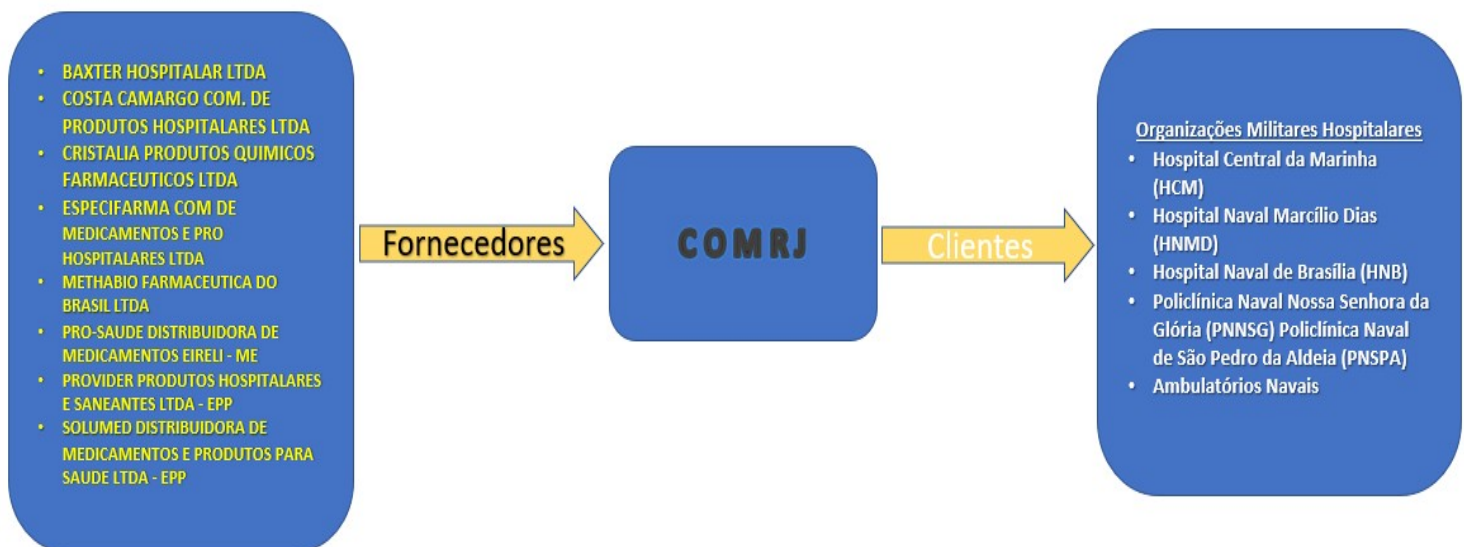 • BAXTER HOSPITALAR LTDA
• COSTA CAMARGO COM. DE
PRODUTOS HOSPITALARES LTDA
• CRISTALIA PRODUTOS QUIMICOS
FARMACEUTICOS LTDA
• ESPECIFARMA COM DE
MEDICAMENTOS E PRO
HOSPITALARES LTDA
• METHABIO FARMACEUTICA DO
BRASIL LTDA
• PRO-SAUDE DISTRIBUIDORA DE
MEDICAMENTOS EIRELI - ME
• PROVIDER PRODUTOS HOSPITALARES
E SANEANTES LTDA - EPP
• SOLUMED DISTRIBUIDORA DE
MEDICAMENTOS E PRODUTOS PARA
SAUDE LTDA - EPP
Fornecedores
COMRJ
Clientes
Organizações Militares Hospitalares
• Hospital Central da Marinha
(HCM)
• Hospital Naval Marcílio Dias
(HNMD)
• Hospital Naval de Brasília (HNB)
• Policlínica Naval Nossa Senhora da
Glória (PNNSG) Policlínica Naval
de São Pedro da Aldeia (PNSPA)
• Ambulatórios Navais